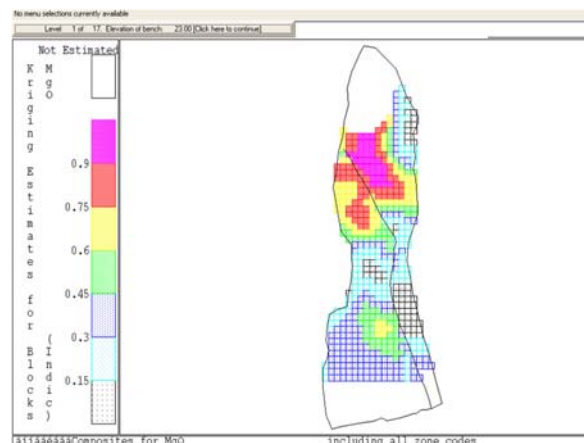 No menu selections currently available
Level 1 of 17. Elevation of bench: 23.00 [Click here to continue]
Not Estimated
Kriging Estimates for Blocks
MgO (Indic)
0.9
0.75
0.6
0.45
0.3
0.15
Composites for MgO including all zone codes